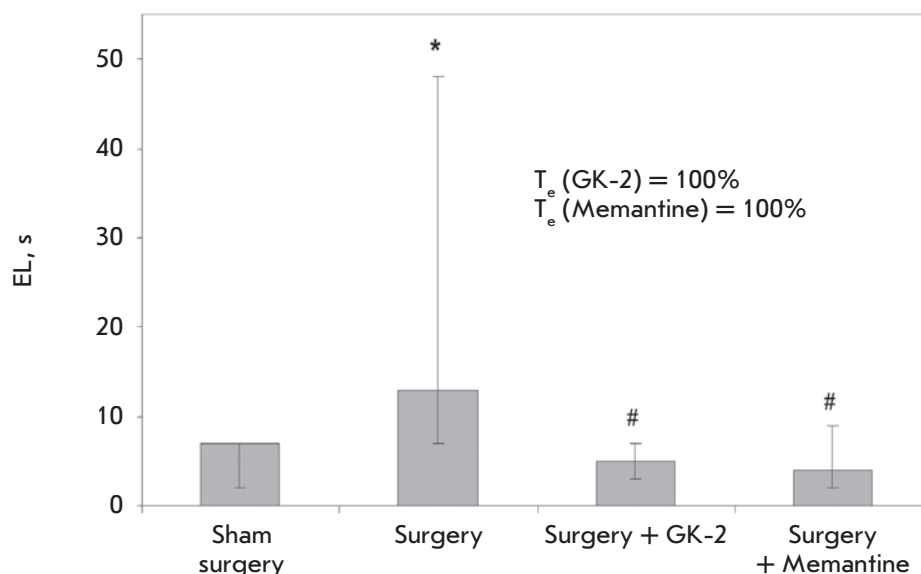 50
*
40
Tₑ (GK-2) = 100%
Tₑ (Memantine) = 100%
30
EL, s
20
10
#
#
0
Sham
surgery
Surgery
Surgery + GK-2
Surgery
+ Memantine